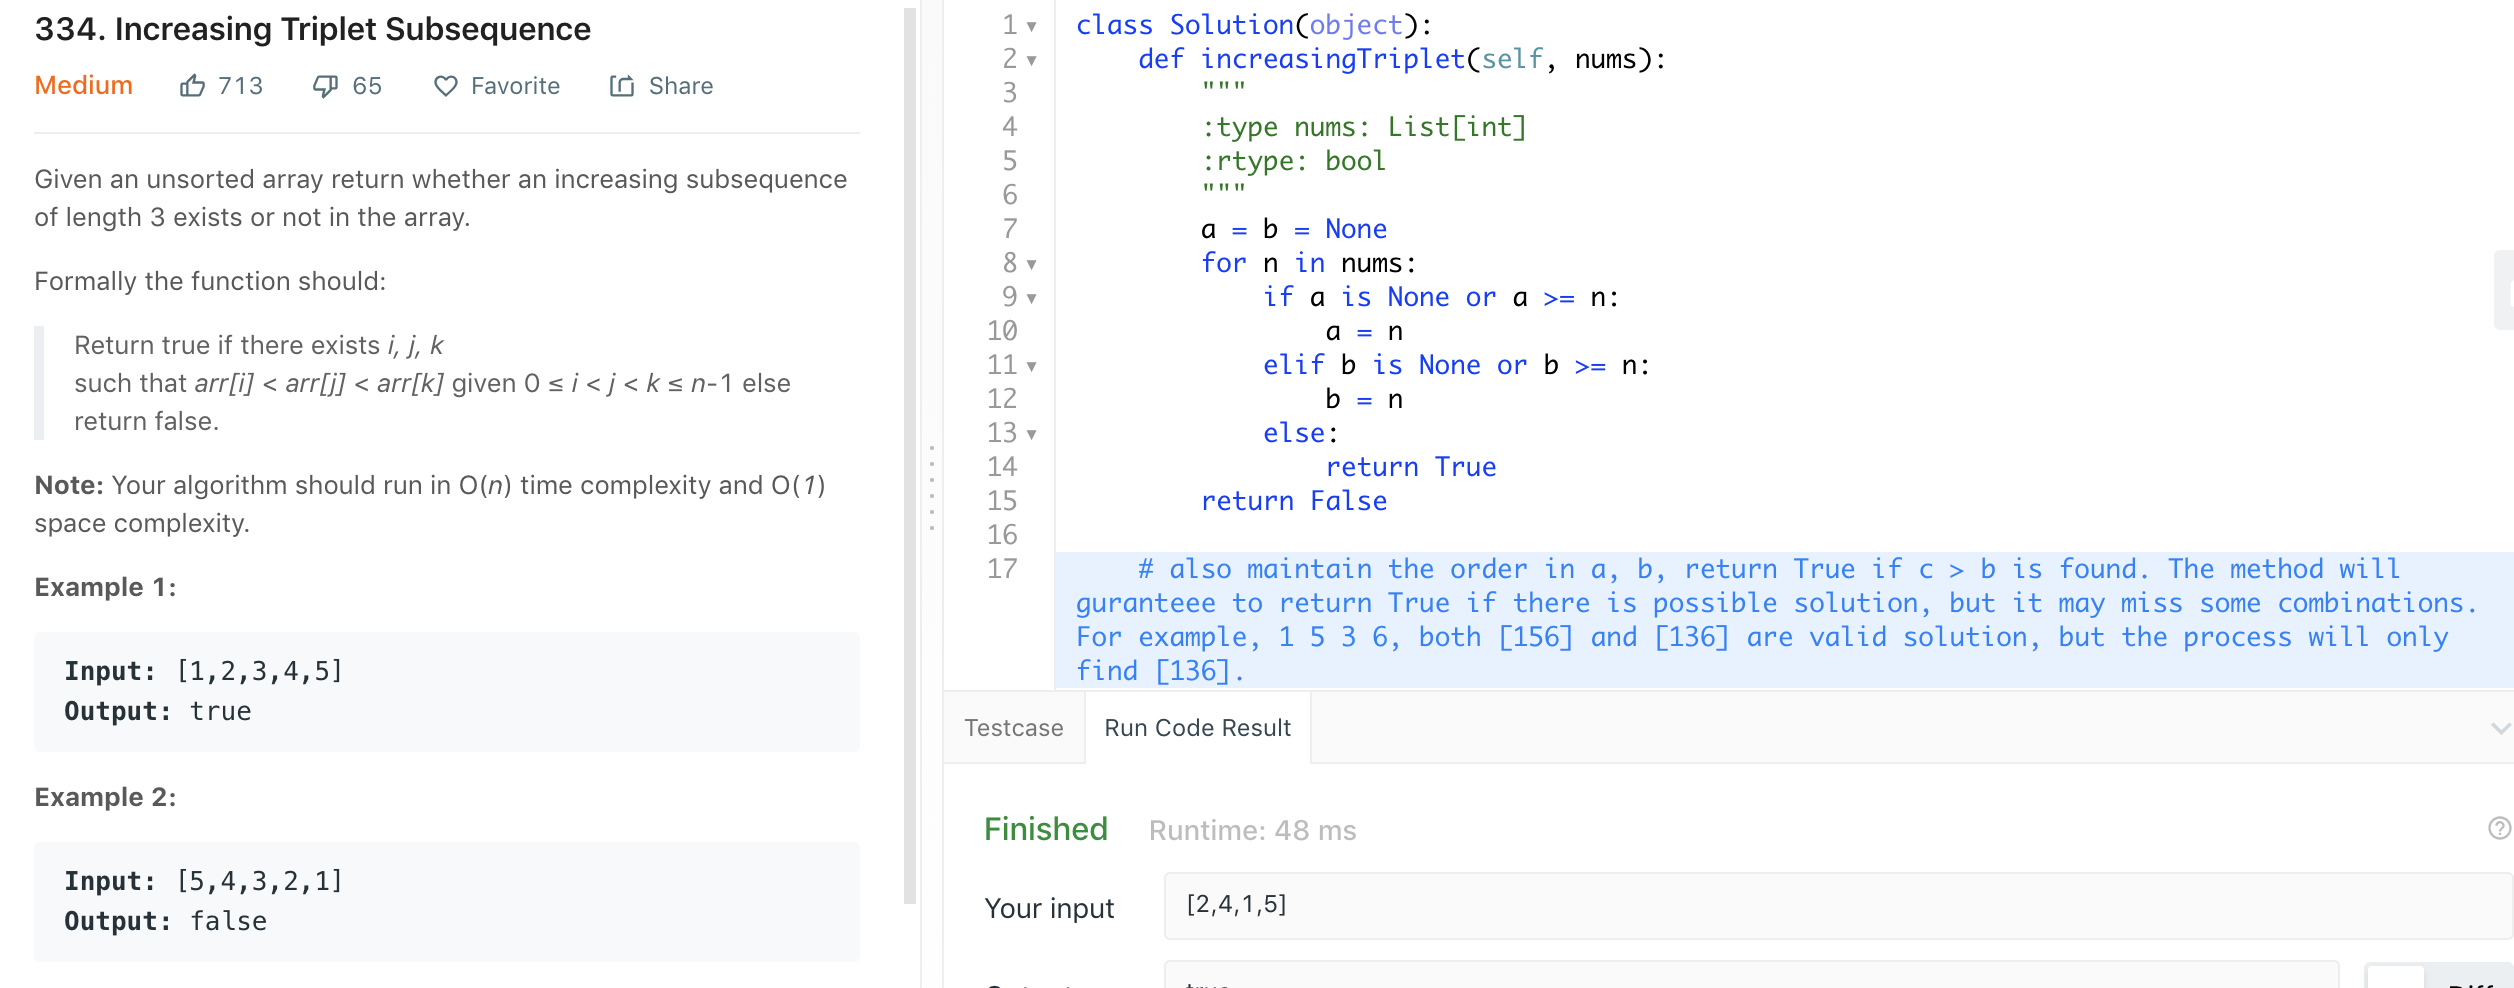 334. Increasing Triplet Subsequence
Medium 713 65 Favorite Share
Given an unsorted array return whether an increasing subsequence
of length 3 exists or not in the array.
Formally the function should:
Return true if there exists i, j, k
such that arr[i] < arr[j] < arr[k] given 0 ≤ i < j < k ≤ n-1 else
return false.
Note: Your algorithm should run in O(n) time complexity and O(1)
space complexity.
Example 1:
Input: [1,2,3,4,5]
Output: true
Example 2:
Input: [5,4,3,2,1]
Output: false
1 class Solution(object):
2 def increasingTriplet(self, nums):
3 """
4 :type nums: List[int]
5 :rtype: bool
6 """
7 a = b = None
8 for n in nums:
9 if a is None or a >= n:
10 a = n
11 elif b is None or b >= n:
12 b = n
13 else:
14 return True
15 return False
16
17 # also maintain the order in a, b, return True if c > b is found. The method will
guranteee to return True if there is possible solution, but it may miss some combinations.
For example, 1 5 3 6, both [156] and [136] are valid solution, but the process will only
find [136].
Testcase Run Code Result
Finished Runtime: 48 ms
Your input [2,4,1,5]